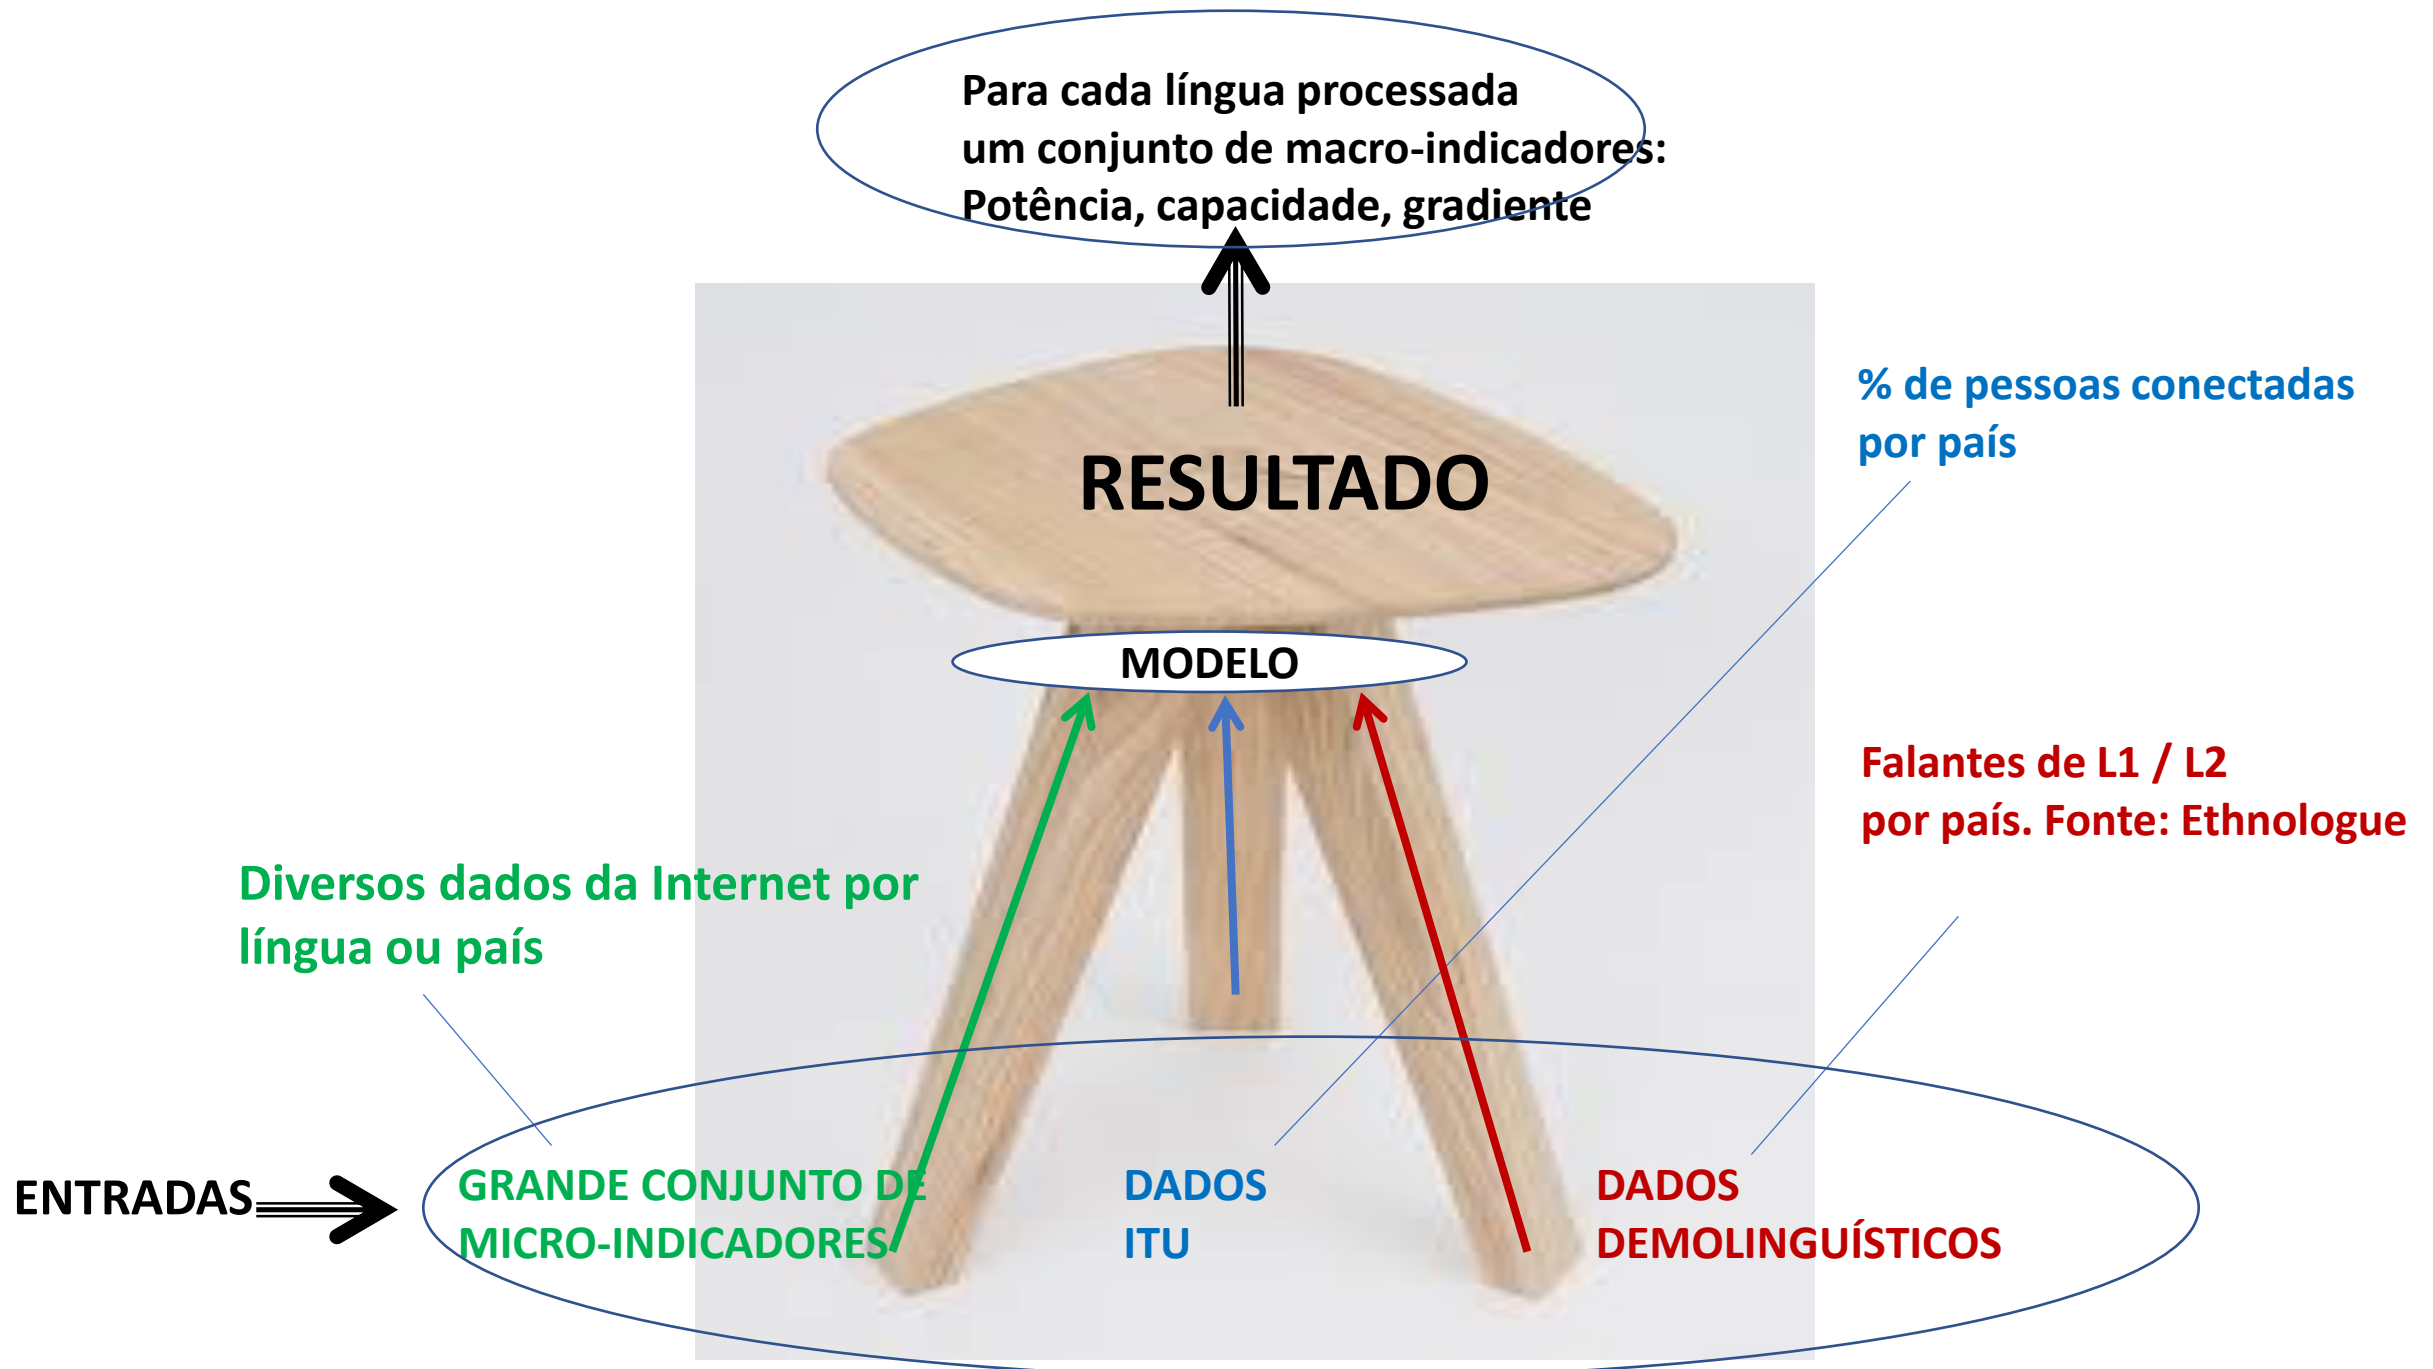 Para cada língua processada
um conjunto de macro-indicadores:
Potência, capacidade, gradiente
% de pessoas conectadas
por país
RESULTADO
MODELO
Falantes de L1 / L2
por país. Fonte: Ethnologue
Diversos dados da Internet por
língua ou país
ENTRADAS
GRANDE CONJUNTO DE
MICRO-INDICADORES
DADOS
ITU
DADOS
DEMOLINGUÍSTICOS